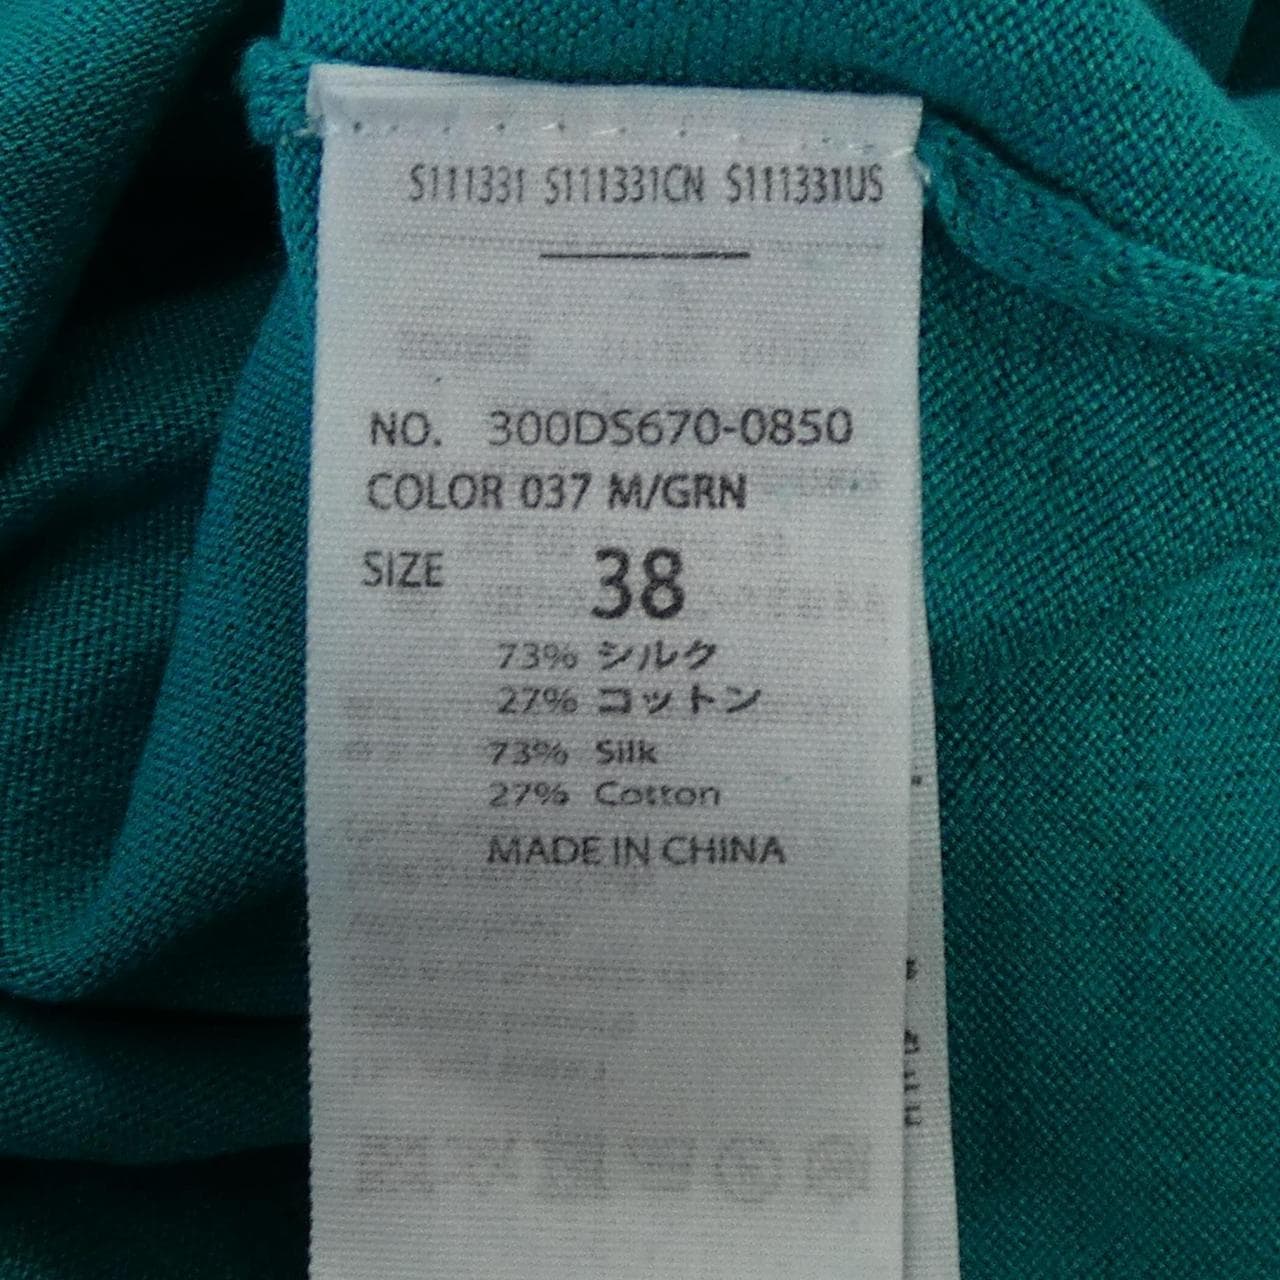 S111331 S111331CN S111331US
NO. 300DS670-0850
COLOR 037 M/GRN
SIZE 38
73% シルク
27% コットン
73% Silk
27% Cotton
MADE IN CHINA